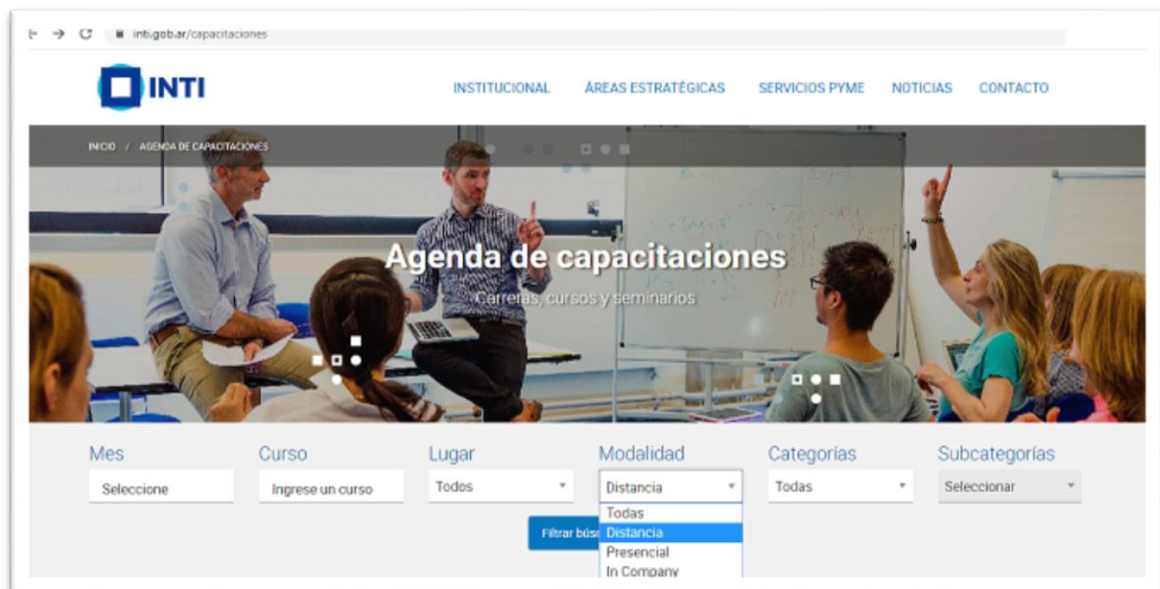 inti.gob.ar/capacitaciones
INTI
INSTITUCIONAL ÁREAS ESTRATÉGICAS SERVICIOS PYME NOTICIAS CONTACTO
INICIO / AGENDA DE CAPACITACIONES
Agenda de capacitaciones
Carreras, cursos y seminarios
Mes Curso Lugar Modalidad Categorías Subcategorías
Seleccione Ingrese un curso Todos Distancia Todas Seleccionar
Todas
Filtrar Distancia
Presencial
In Company